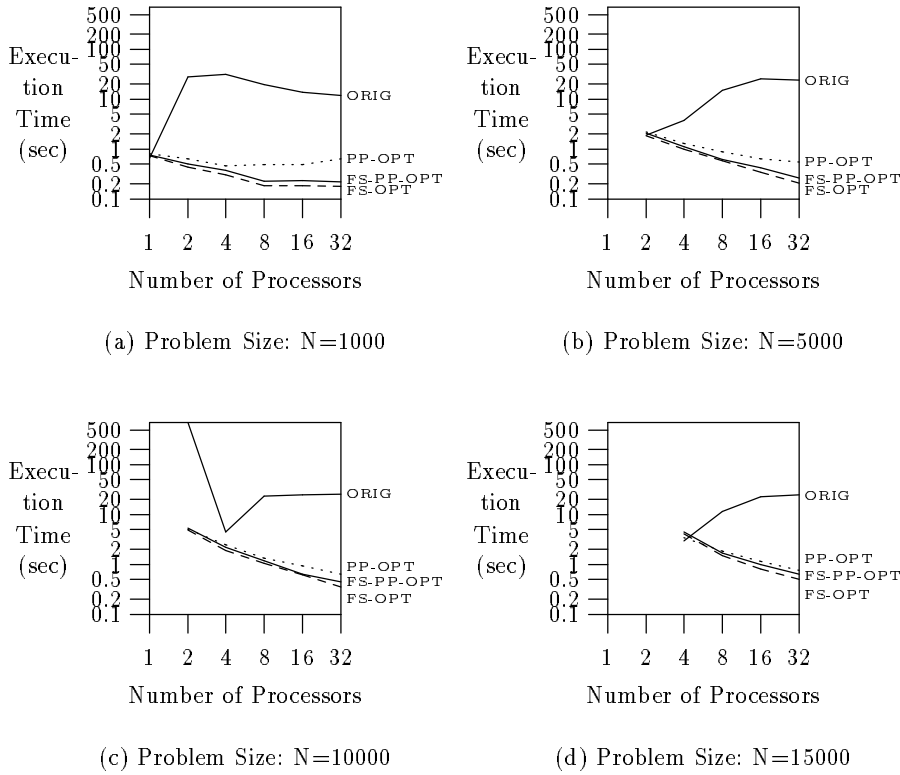 500
200
100
50
20
10
5
2
1
0.5
0.2
0.1
Execu-
tion
Time
(sec)
ORIG
PP-OPT
FS-PP-OPT
FS-OPT
1 2 4 8 16 32
Number of Processors
(a) Problem Size: N=1000
500
200
100
50
20
10
5
2
1
0.5
0.2
0.1
Execu-
tion
Time
(sec)
ORIG
PP-OPT
FS-PP-OPT
FS-OPT
1 2 4 8 16 32
Number of Processors
(b) Problem Size: N=5000
500
200
100
50
20
10
5
2
1
0.5
0.2
0.1
Execu-
tion
Time
(sec)
ORIG
PP-OPT
FS-PP-OPT
FS-OPT
1 2 4 8 16 32
Number of Processors
(c) Problem Size: N=10000
500
200
100
50
20
10
5
2
1
0.5
0.2
0.1
Execu-
tion
Time
(sec)
ORIG
PP-OPT
FS-PP-OPT
FS-OPT
1 2 4 8 16 32
Number of Processors
(d) Problem Size: N=15000